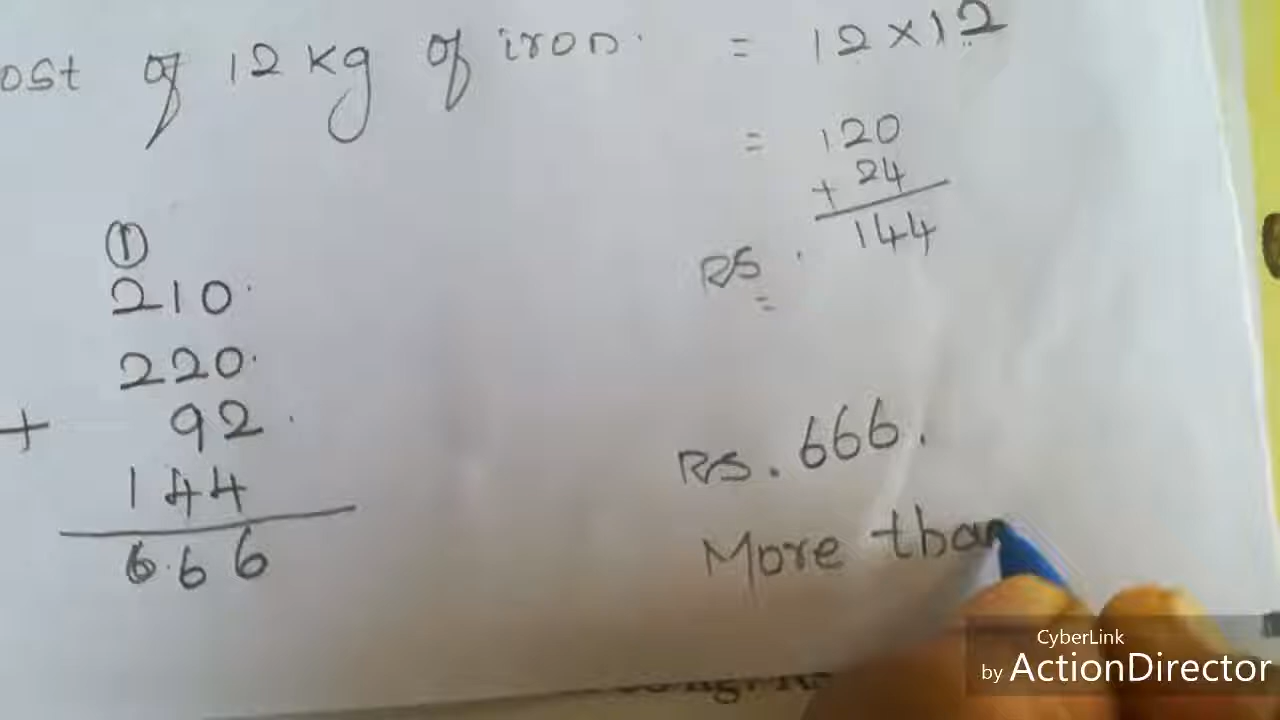 ost of 12 kg of iron. = 12 × 12
= 120
+ 24
144
Rs.
①
210.
220.
+ 92.
144
666
Rs. 666.
More than
CyberLink
by ActionDirector